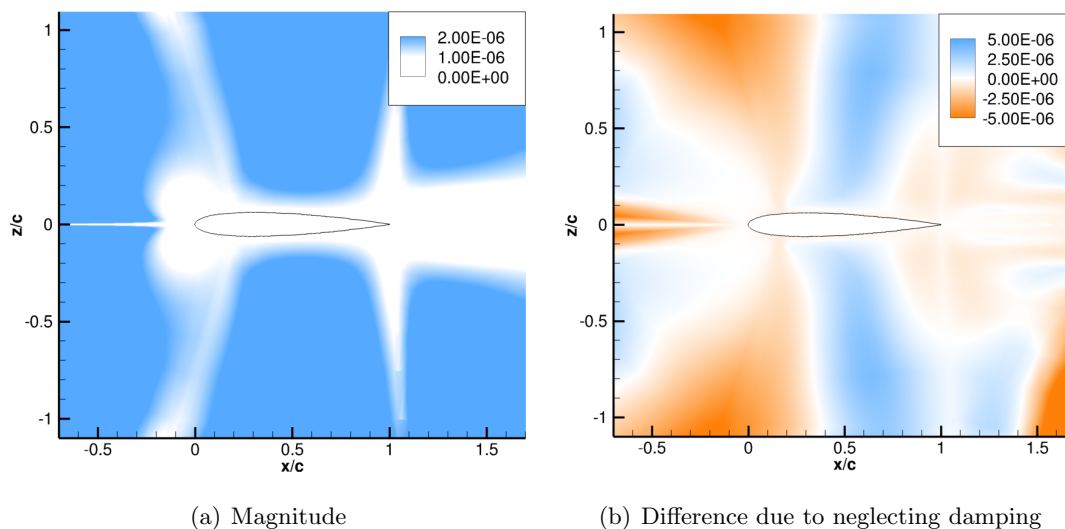 1
0.5
0
-0.5
-1
z/c
-0.5
0
0.5
1
1.5
x/c
2.00E-06
1.00E-06
0.00E+00
(a) Magnitude
1
0.5
0
-0.5
-1
z/c
-0.5
0
0.5
1
1.5
x/c
5.00E-06
2.50E-06
0.00E+00
-2.50E-06
-5.00E-06
(b) Difference due to neglecting damping